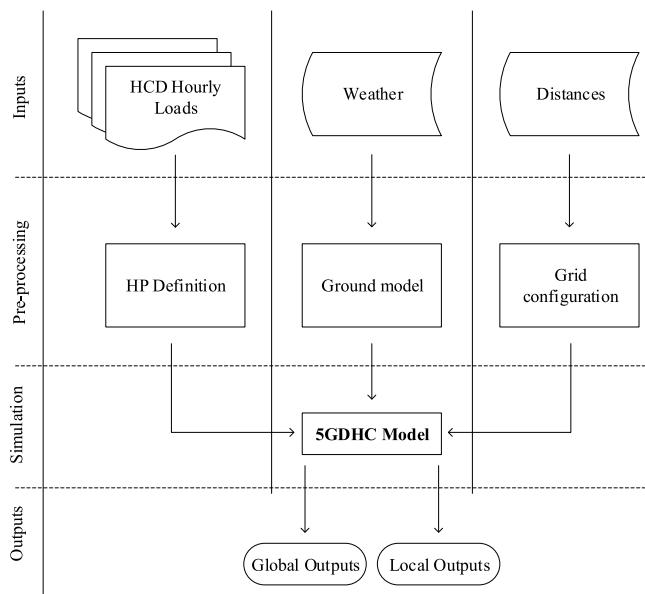 Inputs
HCD Hourly
Loads
Weather
Distances
Pre-processing
HP Definition
Ground model
Grid
configuration
Simulation
5GDHC Model
Outputs
Global Outputs
Local Outputs